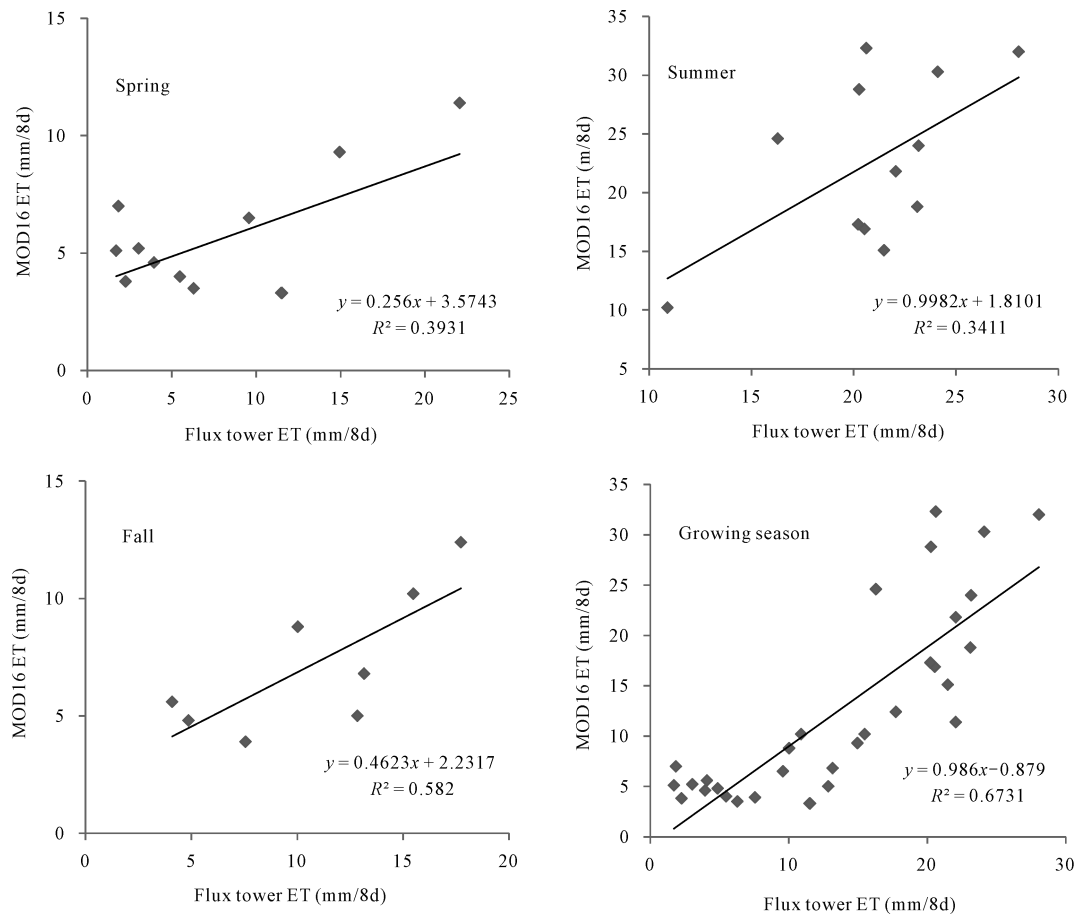 15
10
5
0
MOD16 ET (mm/8d)
Spring
y = 0.256x + 3.5743
R² = 0.3931
0 5 10 15 20 25
Flux tower ET (mm/8d)
35
30
25
20
15
10
5
MOD16 ET (m/8d)
Summer
y = 0.9982x + 1.8101
R² = 0.3411
10 15 20 25 30
Flux tower ET (mm/8d)
15
10
5
0
MOD16 ET (mm/8d)
Fall
y = 0.4623x + 2.2317
R² = 0.582
0 5 10 15 20
Flux tower ET (mm/8d)
35
30
25
20
15
10
5
0
MOD16 ET (mm/8d)
Growing season
y = 0.986x−0.879
R² = 0.6731
0 10 20 30
Flux tower ET (mm/8d)